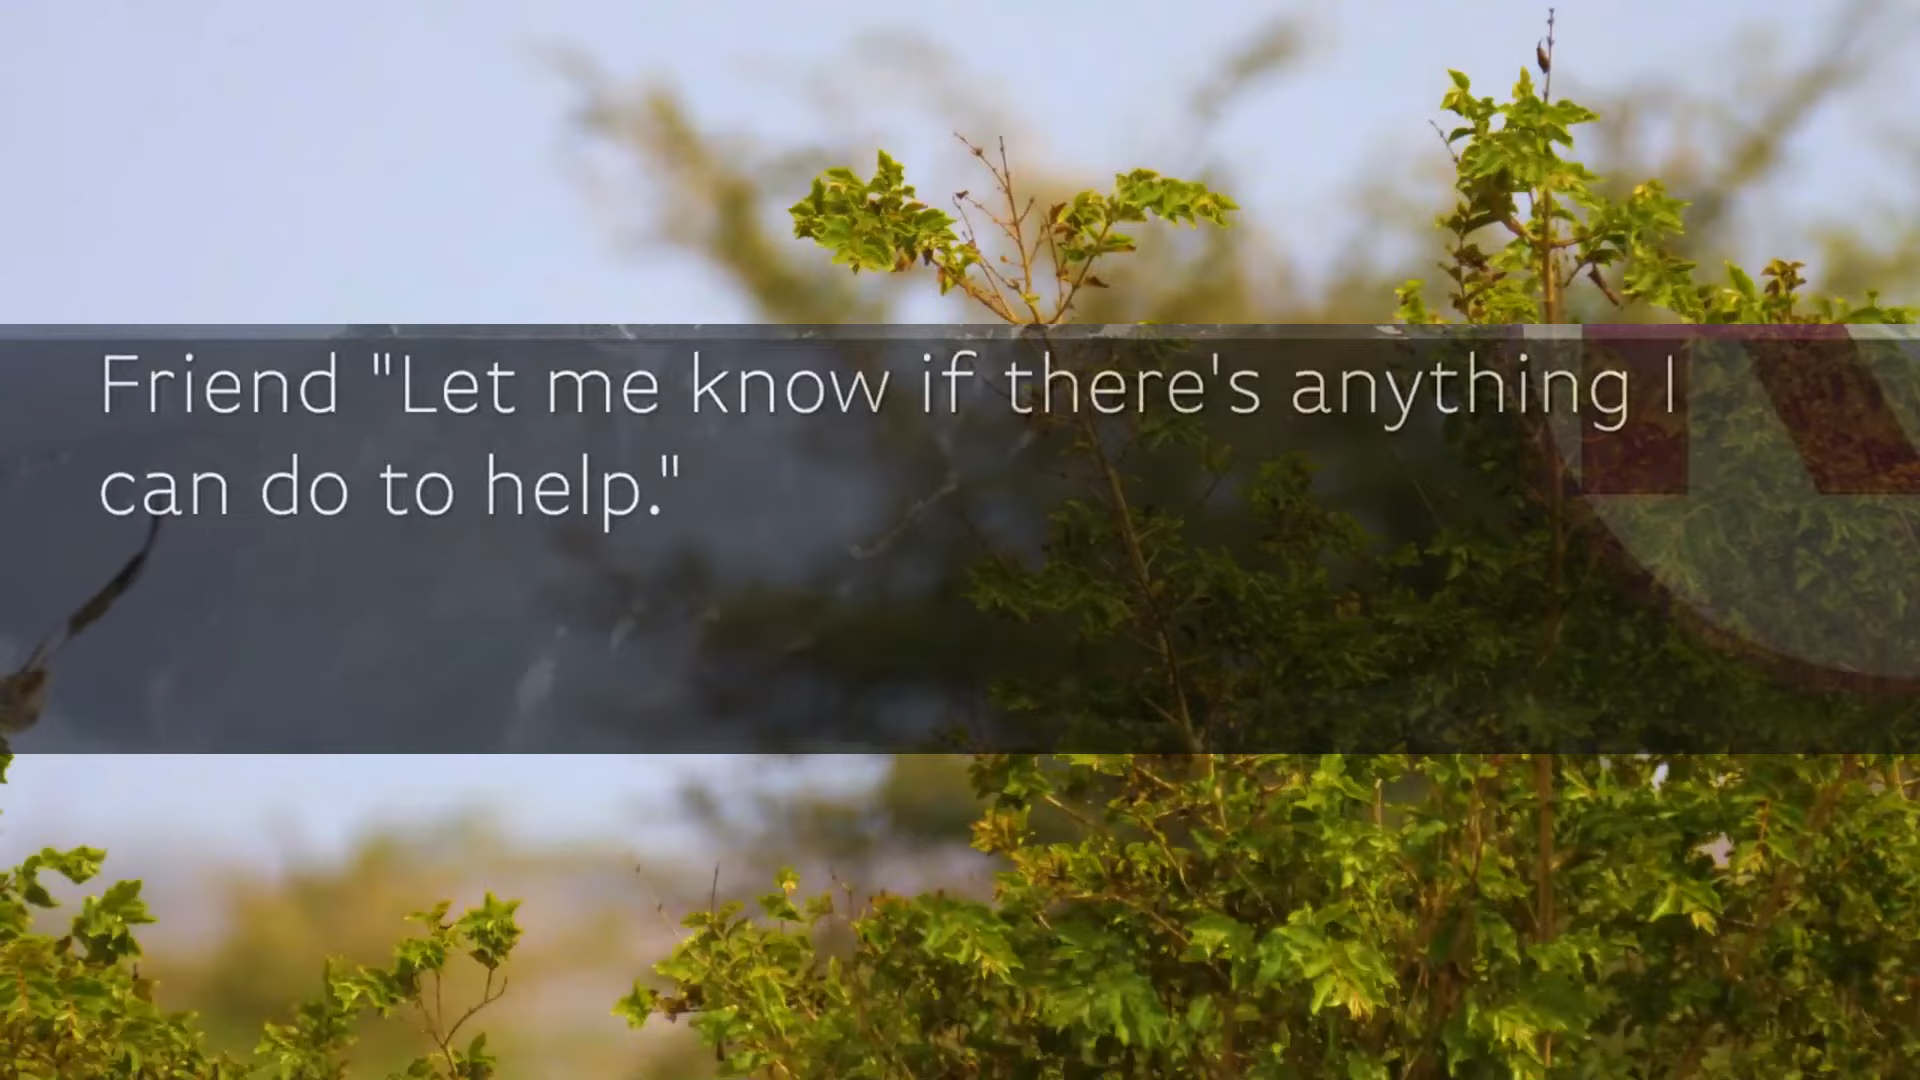 Friend "Let me know if there's anything I
can do to help."